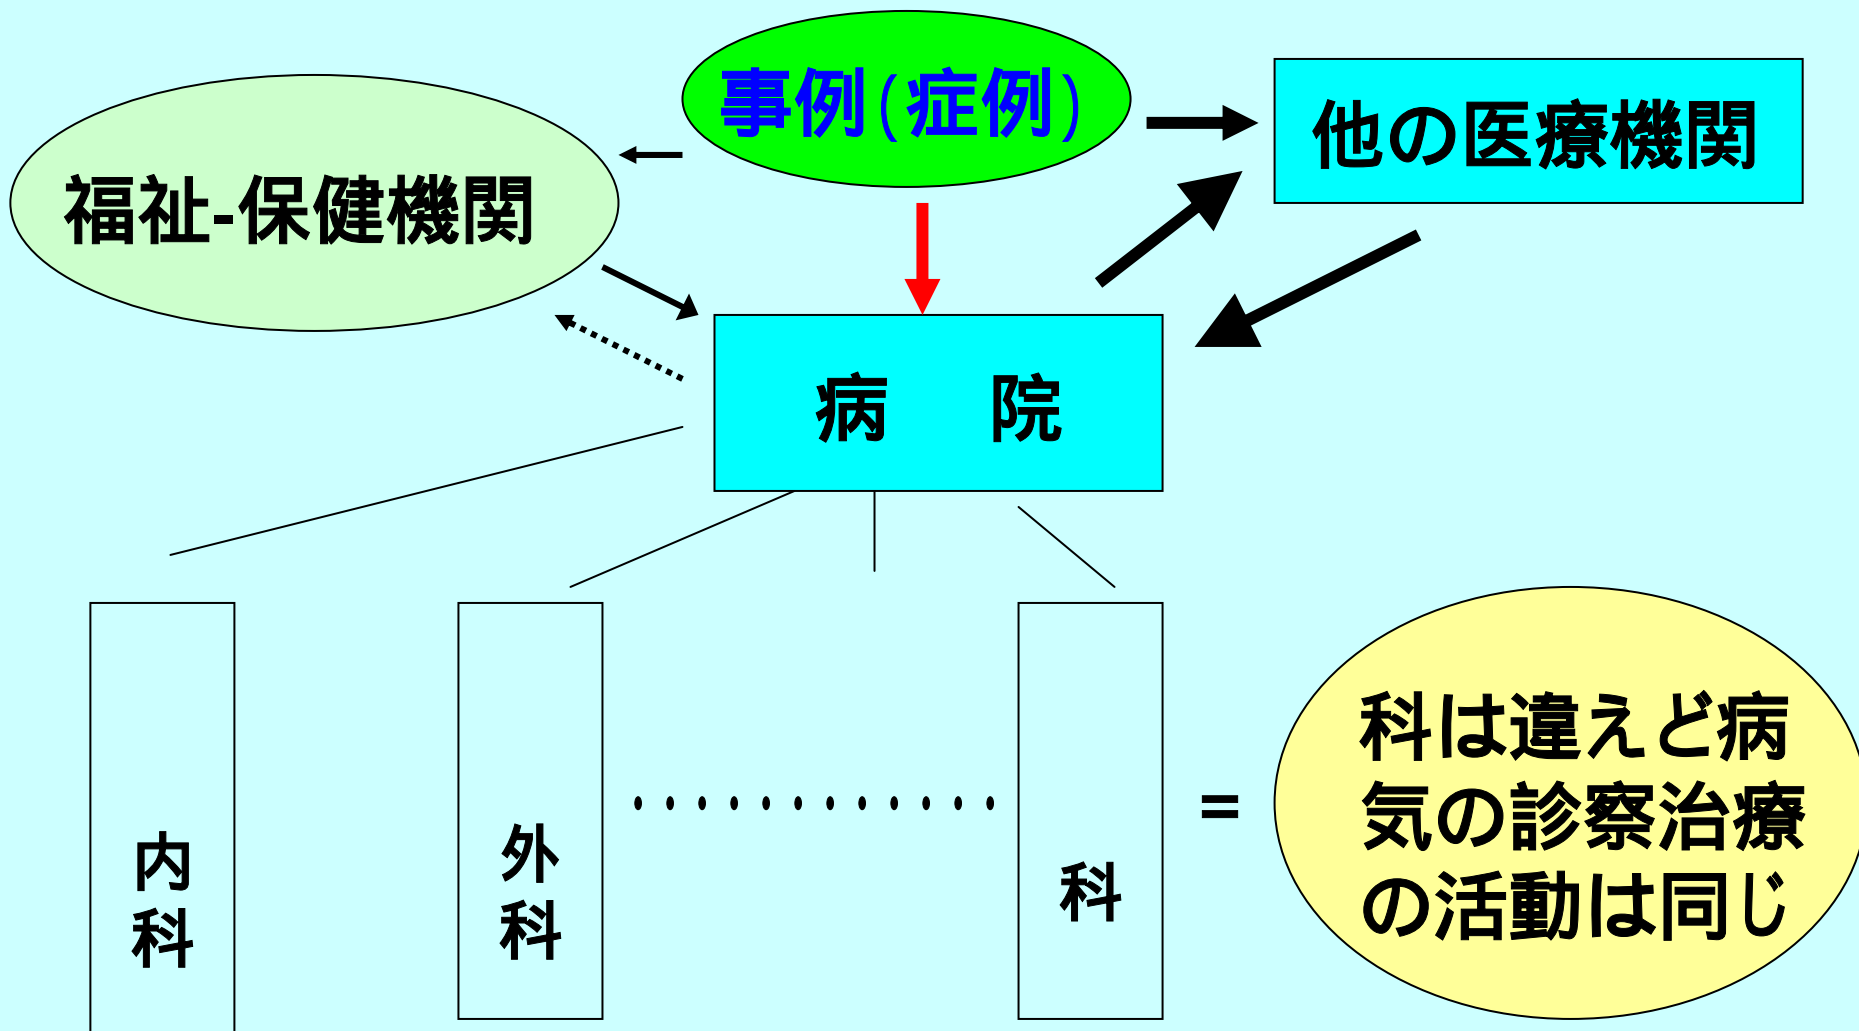 事例(症例)
他の医療機関
福祉-保健機関
病 院
内科
外科
・・・・・・・・・・・・
科
=
科は違えど病
気の診察治療
の活動は同じ